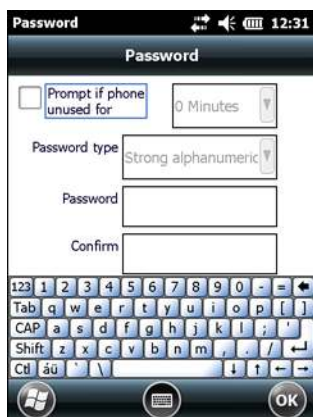 Password 12:31
Password
Prompt if phone
unused for
0 Minutes
Password type
Strong alphanumeric
Password
Confirm
123 1 2 3 4 5 6 7 8 9 0 - =
Tab q w e r t y u i o p [ ]
CAP a s d f g h j k l ; '
Shift z x c v b n m , . /
Ctl áü ` \
OK